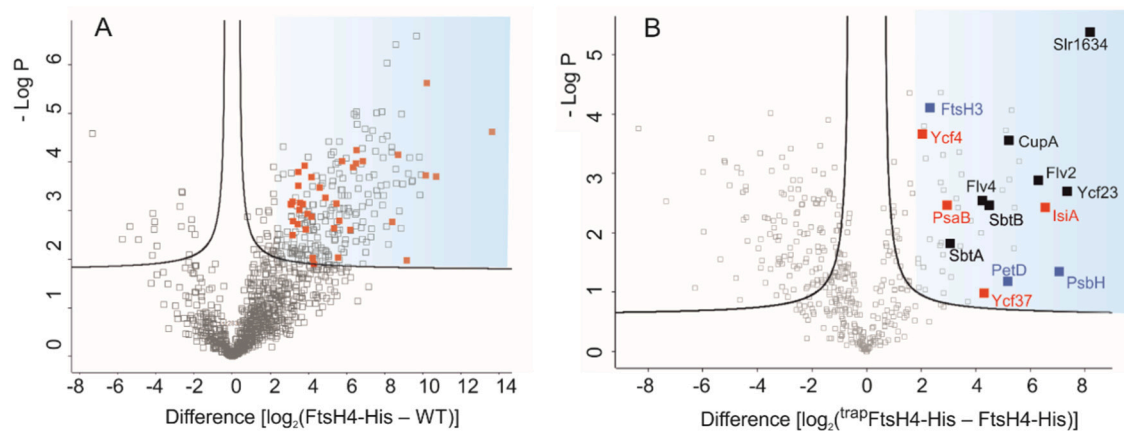 A
- Log P
6
5
4
3
2
1
0
-8 -6 -4 -2 0 2 4 6 8 10 12 14
Difference [log2(FtsH4-His – WT)]
B
- Log P
5
4
3
2
1
0
-8 -6 -4 -2 0 2 4 6 8
Difference [log2(trapFtsH4-His – FtsH4-His)]
Slr1634
FtsH3
Ycf4
CupA
Flv2
Flv4
Ycf23
PsaB
SbtB
IsiA
SbtA
PetD
PsbH
Ycf37